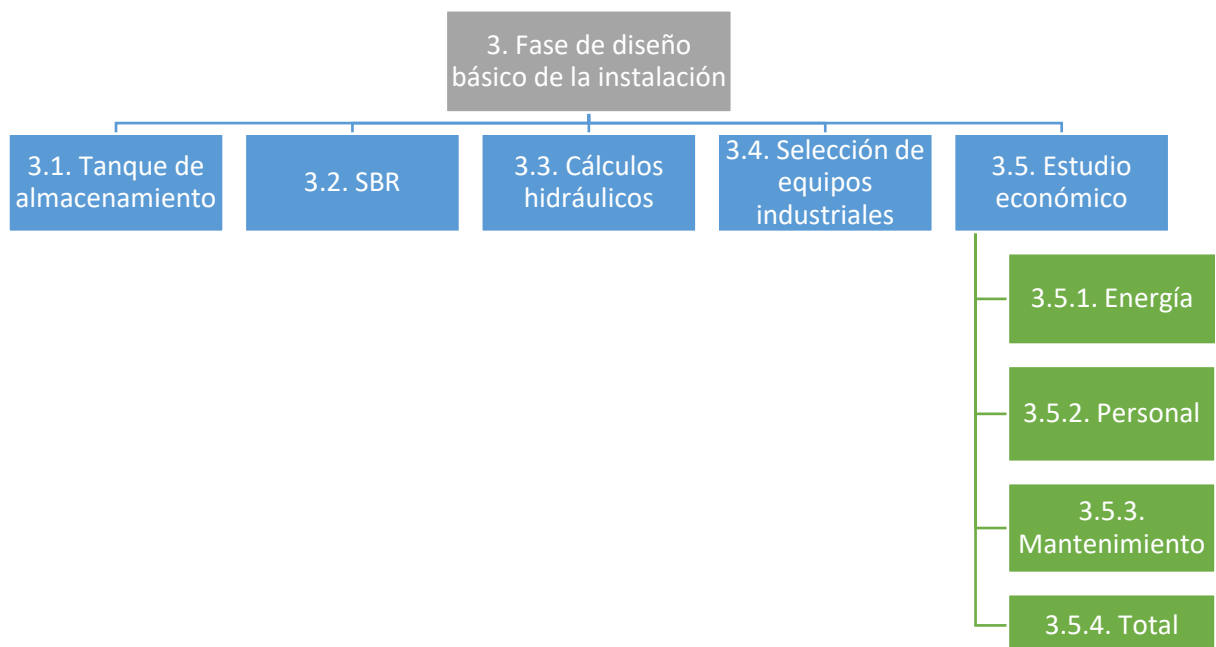 3. Fase de diseño
básico de la instalación
3.1. Tanque de
almacenamiento
3.2. SBR
3.3. Cálculos
hidráulicos
3.4. Selección de
equipos
industriales
3.5. Estudio
económico
3.5.1. Energía
3.5.2. Personal
3.5.3.
Mantenimiento
3.5.4. Total